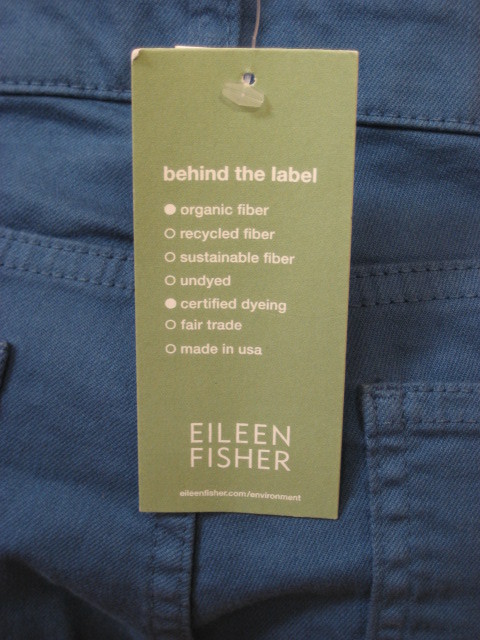 behind the label
organic fiber
recycled fiber
sustainable fiber
undyed
certified dyeing
fair trade
made in usa
EILEEN
FISHER
eileenfisher.com/environment